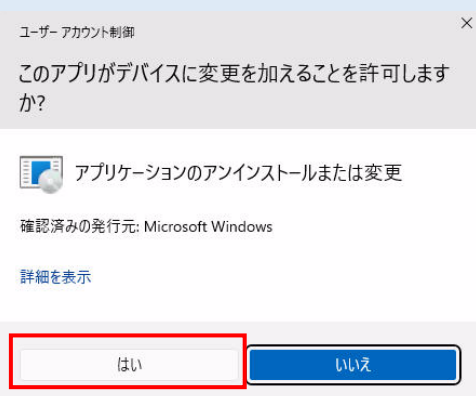 ユーザー アカウント制御
このアプリがデバイスに変更を加えることを許可します
か?
アプリケーションのアンインストールまたは変更
確認済みの発行元: Microsoft Windows
詳細を表示
はい
いいえ